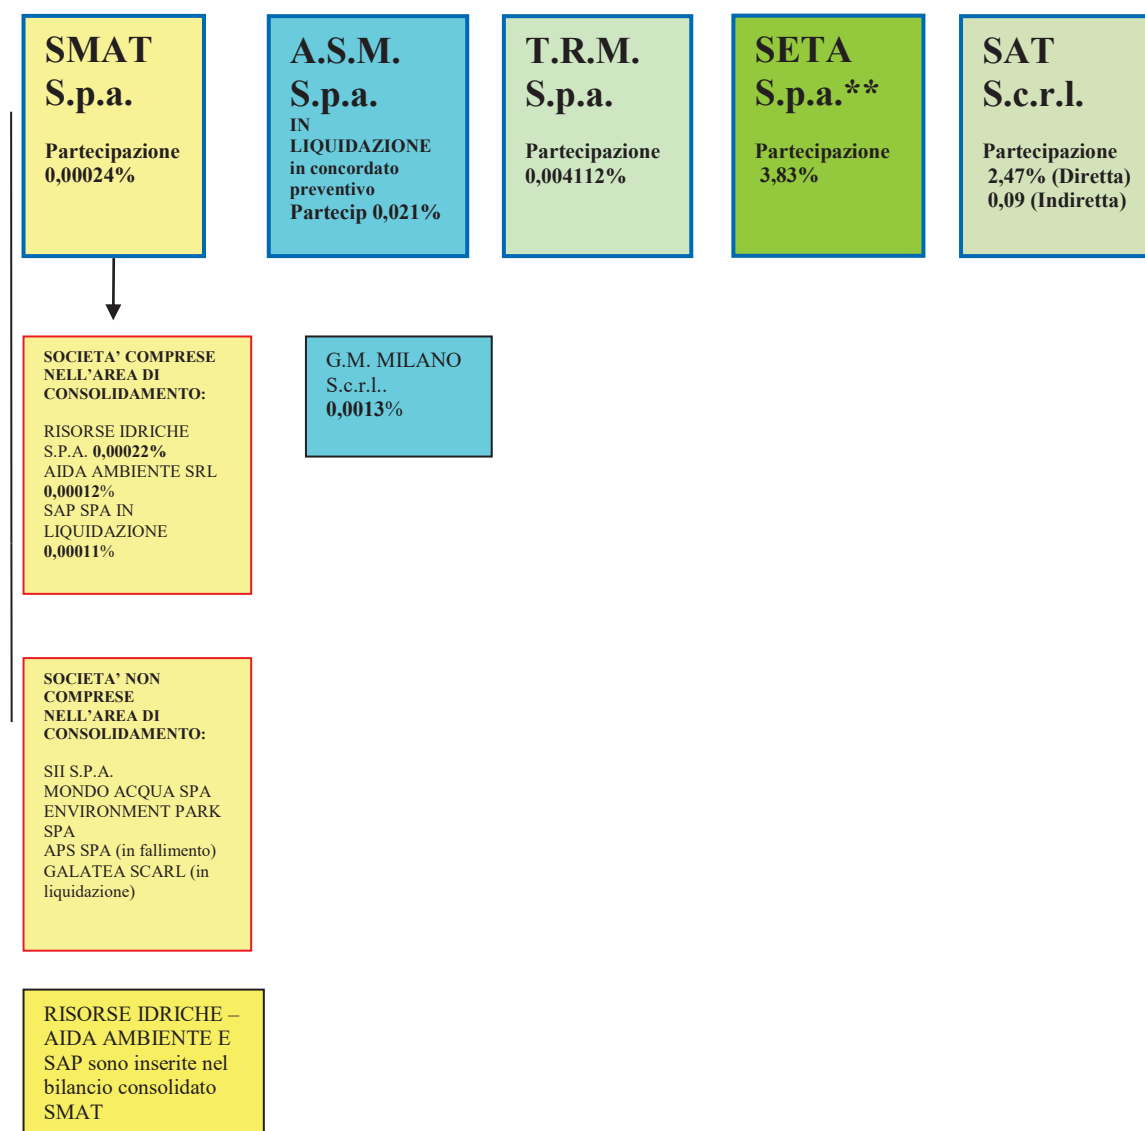 SMAT
S.p.a.
Partecipazione
0,00024%
A.S.M.
S.p.a.
IN
LIQUIDAZIONE
in concordato
preventivo
Partecip 0,021%
T.R.M.
S.p.a.
Partecipazione
0,004112%
SETA
S.p.a.**
Partecipazione
3,83%
SAT
S.c.r.l.
Partecipazione
2,47% (Diretta)
0,09 (Indiretta)
SOCIETA’ COMPRESE
NELL’AREA DI
CONSOLIDAMENTO:
RISORSE IDRICHE
S.P.A. 0,00022%
AIDA AMBIENTE SRL
0,00012%
SAP SPA IN
LIQUIDAZIONE
0,00011%
G.M. MILANO
S.c.r.l..
0,0013%
SOCIETA’ NON
COMPRESE
NELL’AREA DI
CONSOLIDAMENTO:
SII S.P.A.
MONDO ACQUA SPA
ENVIRONMENT PARK
SPA
APS SPA (in fallimento)
GALATEA SCARL (in
liquidazione)
RISORSE IDRICHE –
AIDA AMBIENTE E
SAP sono inserite nel
bilancio consolidato
SMAT